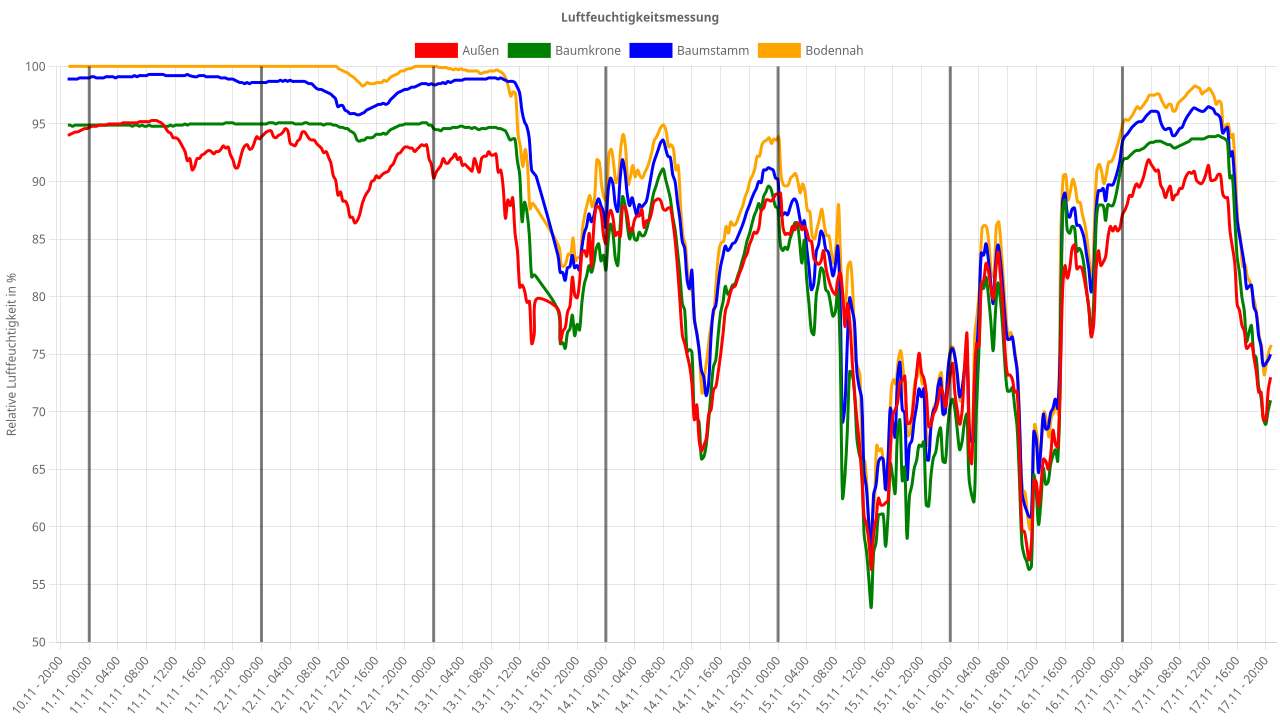 Luftfeuchtigkeitsmessung
Außen Baumkrone Baumstamm Bodennah
Relative Luftfeuchtigkeit in %
100
95
90
85
80
75
70
65
60
55
50
10.11 - 20:00
11.11 - 00:00
11.11 - 04:00
11.11 - 08:00
11.11 - 12:00
11.11 - 16:00
11.11 - 20:00
12.11 - 00:00
12.11 - 04:00
12.11 - 08:00
12.11 - 12:00
12.11 - 16:00
12.11 - 20:00
13.11 - 00:00
13.11 - 04:00
13.11 - 08:00
13.11 - 12:00
13.11 - 16:00
13.11 - 20:00
14.11 - 00:00
14.11 - 04:00
14.11 - 08:00
14.11 - 12:00
14.11 - 16:00
14.11 - 20:00
15.11 - 00:00
15.11 - 04:00
15.11 - 08:00
15.11 - 12:00
15.11 - 16:00
15.11 - 20:00
16.11 - 00:00
16.11 - 04:00
16.11 - 08:00
16.11 - 12:00
16.11 - 16:00
16.11 - 20:00
17.11 - 00:00
17.11 - 04:00
17.11 - 08:00
17.11 - 12:00
17.11 - 16:00
17.11 - 20:00